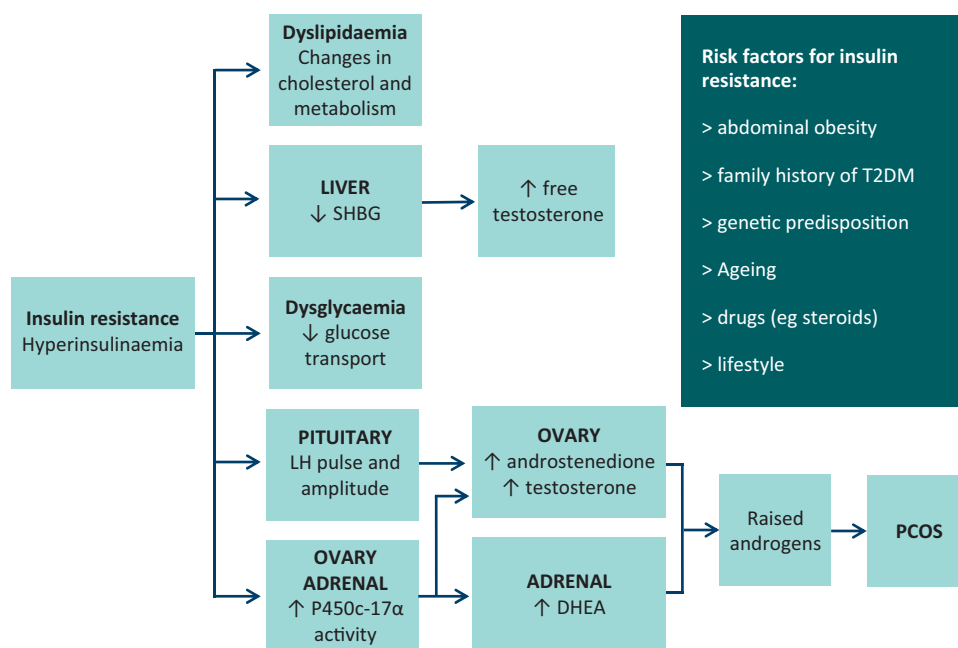 Dyslipidaemia
Changes in
cholesterol and
metabolism
Risk factors for insulin
resistance:
> abdominal obesity
> family history of T2DM
> genetic predisposition
> Ageing
> drugs (eg steroids)
> lifestyle
LIVER
↓ SHBG
↑ free
testosterone
Insulin resistance
Hyperinsulinaemia
Dysglycaemia
↓ glucose
transport
PITUITARY
LH pulse and
amplitude
OVARY
↑ androstenedione
↑ testosterone
OVARY
ADRENAL
↑ P450c-17α
activity
ADRENAL
↑ DHEA
Raised
androgens
PCOS